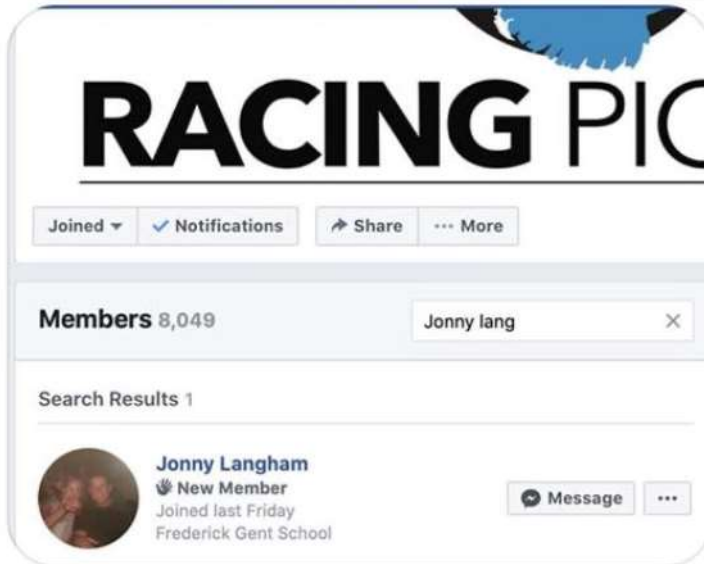 RACING PIC
Joined Notifications Share ··· More
Members 8,049 Jonny lang ×
Search Results 1
Jonny Langham
New Member
Message ···
Joined last Friday
Frederick Gent School